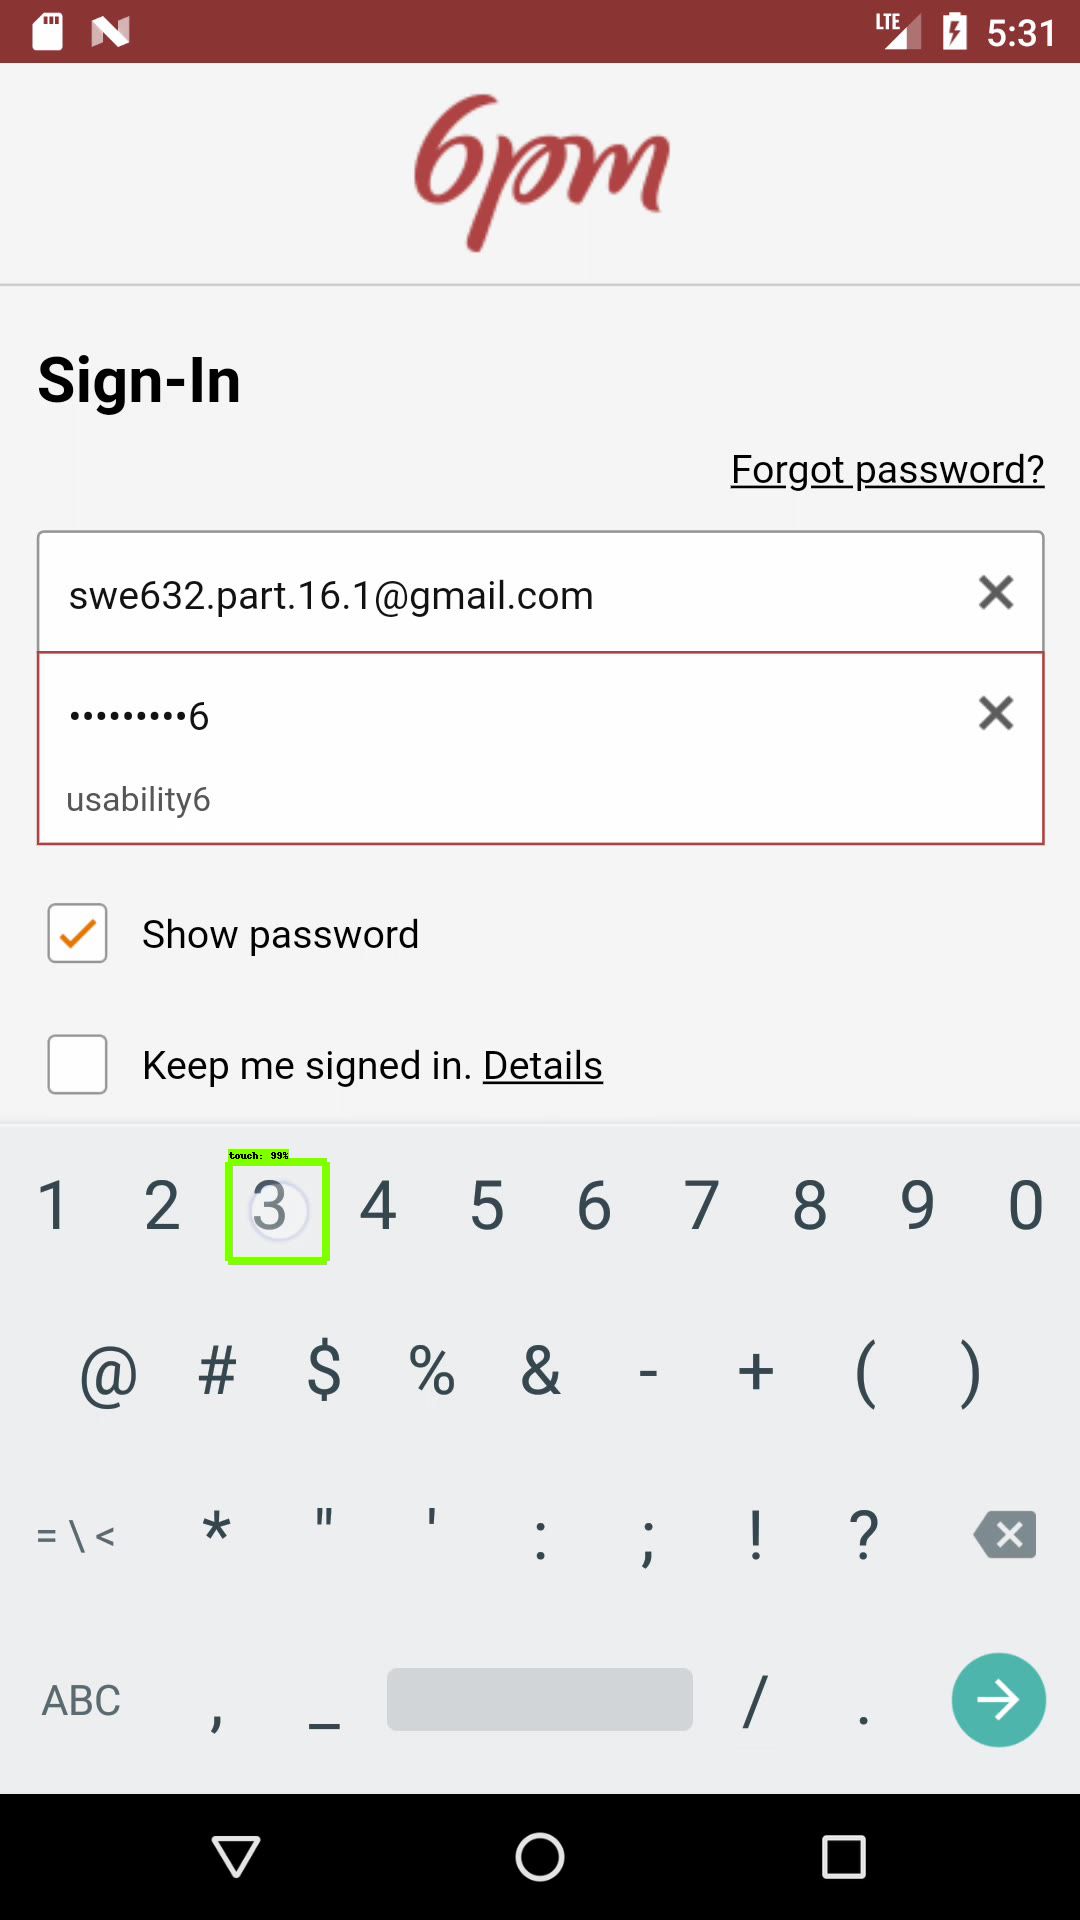 LTE 5:31
6pm
Sign-In
Forgot password?
swe632.part.16.1@gmail.com
•••••••••6
usability6
Show password
Keep me signed in. Details
touch: 99%
1 2 3 4 5 6 7 8 9 0
@ # $ % & - + ( )
= \ < * " ' : ; ! ?
ABC , _ / .